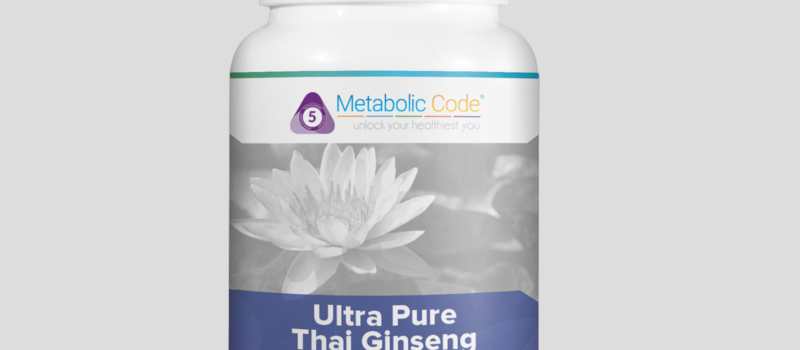 5
Metabolic Code®
unlock your healthiest you
Ultra Pure
Thai Ginseng